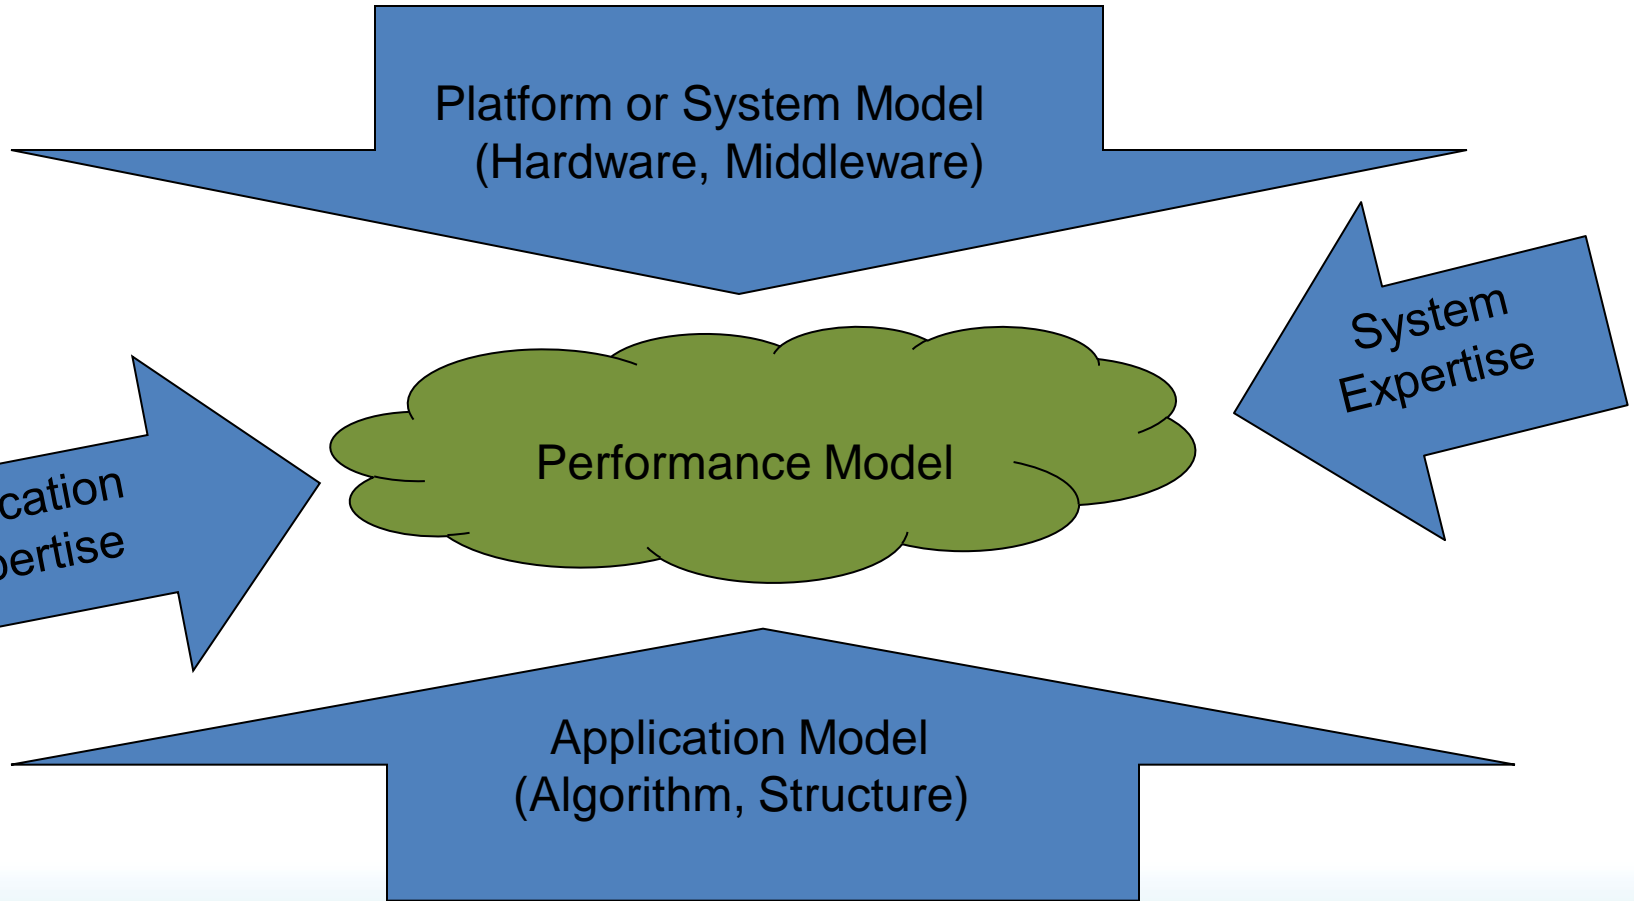 Platform or System Model
(Hardware, Middleware)
System
Expertise
Performance Model
cation
pertise
Application Model
(Algorithm, Structure)